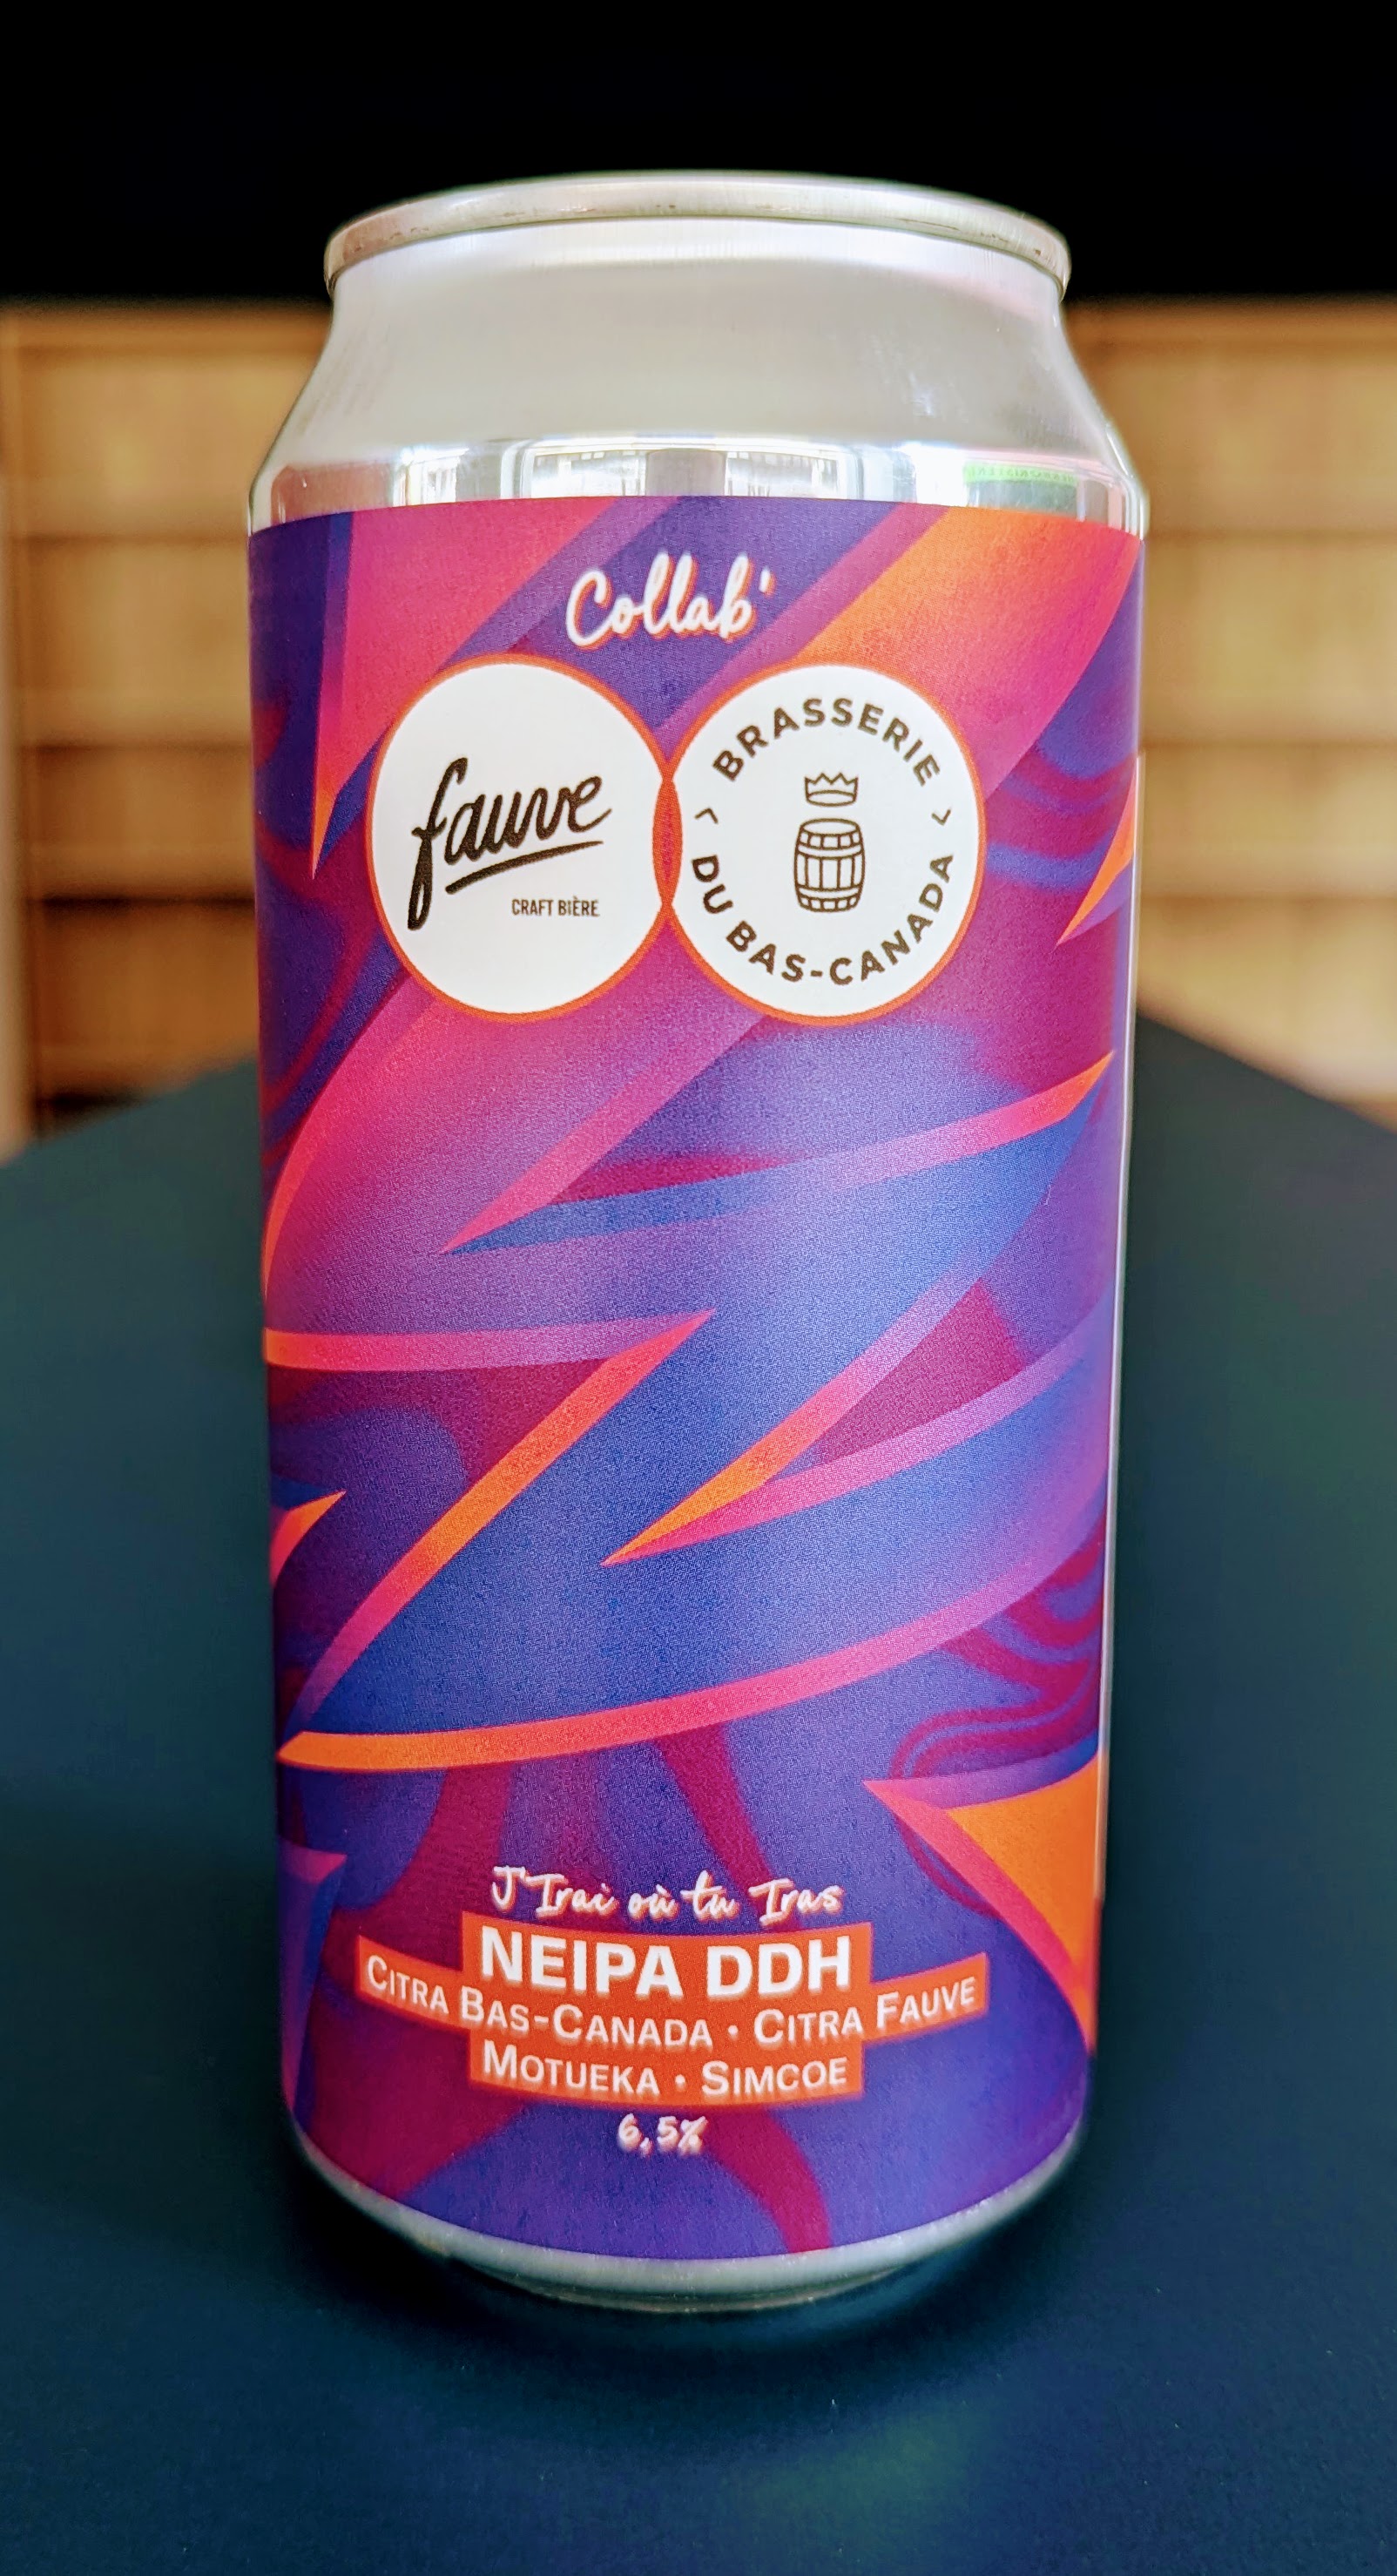 Collab'
fauve
CRAFT BIÈRE
BRASSERIE
DU BAS-CANADA
J'Irai où tu Iras
NEIPA DDH
CITRA BAS-CANADA • CITRA FAUVE
MOTUEKA • SIMCOE
6,5%